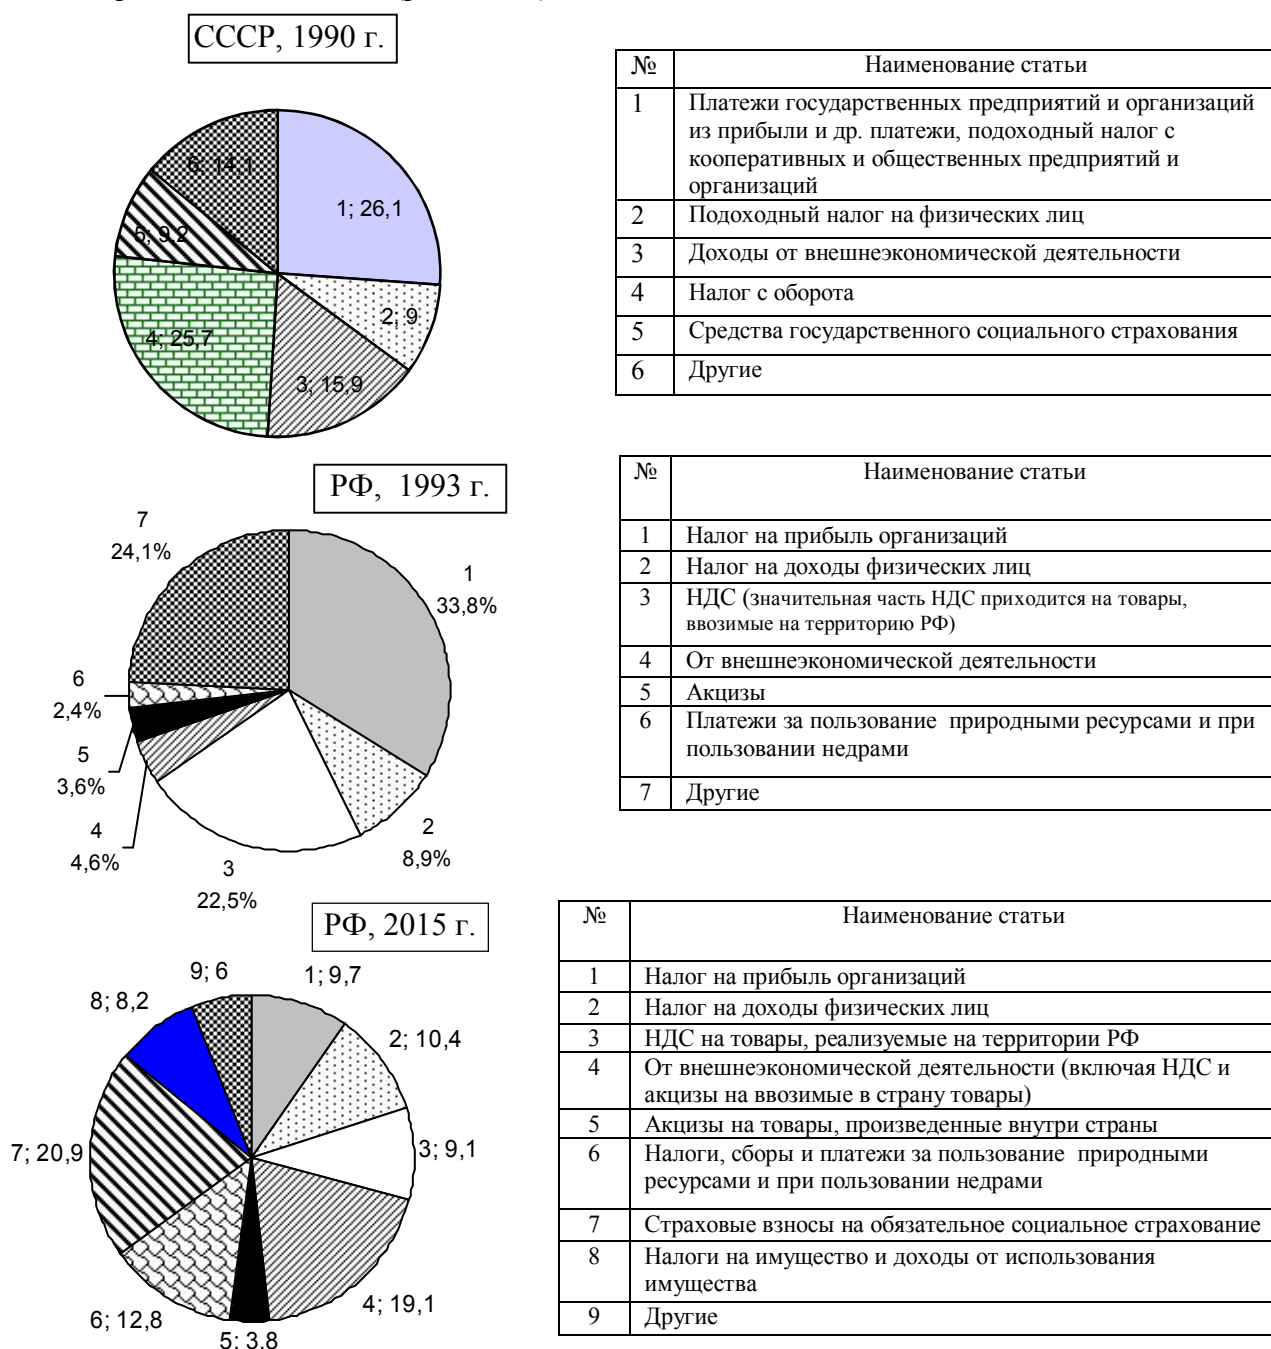 СССР, 1990 г.
6; 14,1
1; 26,1
5; 9,2
2; 9
4; 25,7
3; 15,9
№ Наименование статьи
1 Платежи государственных предприятий и организаций
из прибыли и др. платежи, подоходный налог с
кооперативных и общественных предприятий и
организаций
2 Подоходный налог на физических лиц
3 Доходы от внешнеэкономической деятельности
4 Налог с оборота
5 Средства государственного социального страхования
6 Другие
РФ, 1993 г.
7
24,1%
1
33,8%
6
2,4%
5
3,6%
4
4,6%
3
22,5%
2
8,9%
№ Наименование статьи
1 Налог на прибыль организаций
2 Налог на доходы физических лиц
3 НДС (значительная часть НДС приходится на товары,
ввозимые на территорию РФ)
4 От внешнеэкономической деятельности
5 Акцизы
6 Платежи за пользование природными ресурсами и при
пользовании недрами
7 Другие
РФ, 2015 г.
9; 6
1; 9,7
8; 8,2
2; 10,4
7; 20,9
3; 9,1
6; 12,8
4; 19,1
5; 3,8
№ Наименование статьи
1 Налог на прибыль организаций
2 Налог на доходы физических лиц
3 НДС на товары, реализуемые на территории РФ
4 От внешнеэкономической деятельности (включая НДС и
акцизы на ввозимые в страну товары)
5 Акцизы на товары, произведенные внутри страны
6 Налоги, сборы и платежи за пользование природными
ресурсами и при пользовании недрами
7 Страховые взносы на обязательное социальное страхование
8 Налоги на имущество и доходы от использования
имущества
9 Другие